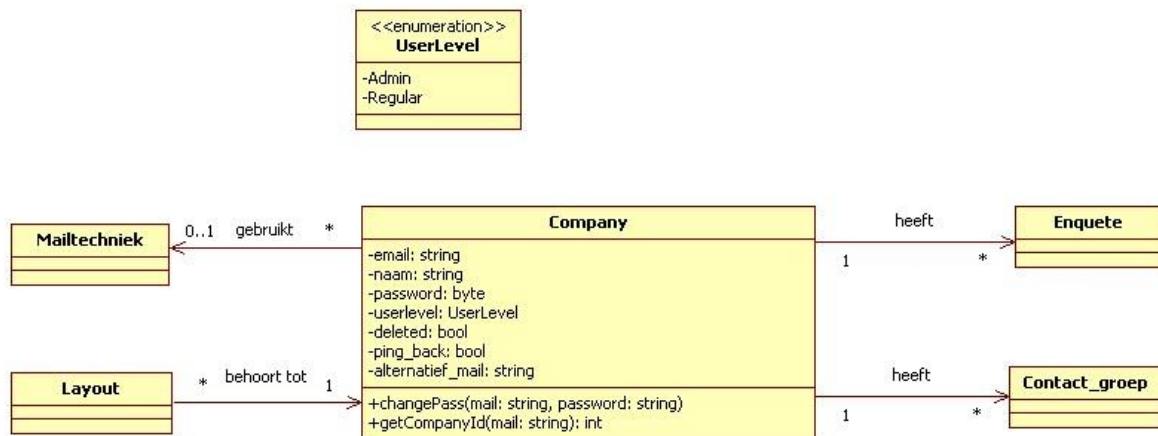 <<enumeration>>
UserLevel
-Admin
-Regular
Mailtechniek
0..1 gebruikt *
Company
-email: string
-naam: string
-password: byte
-userlevel: UserLevel
-deleted: bool
-ping_back: bool
-alternatief_mail: string
+changePass(mail: string, password: string)
+getCompanyId(mail: string): int
heeft
1 *
Enquete
Layout
* behoort tot 1
heeft
1 *
Contact_groep